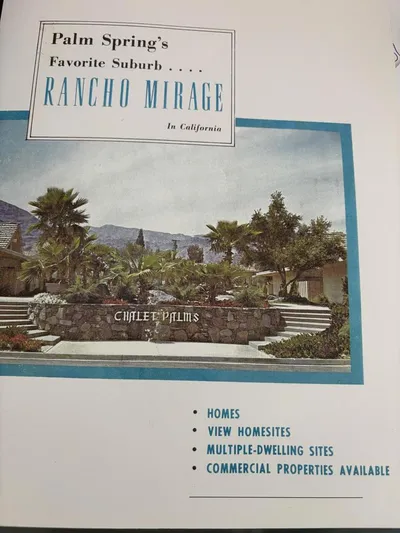 Palm Spring's
Favorite Suburb . . . .
RANCHO MIRAGE
In California
CHALET PALMS
• HOMES
• VIEW HOMESITES
• MULTIPLE-DWELLING SITES
• COMMERCIAL PROPERTIES AVAILABLE